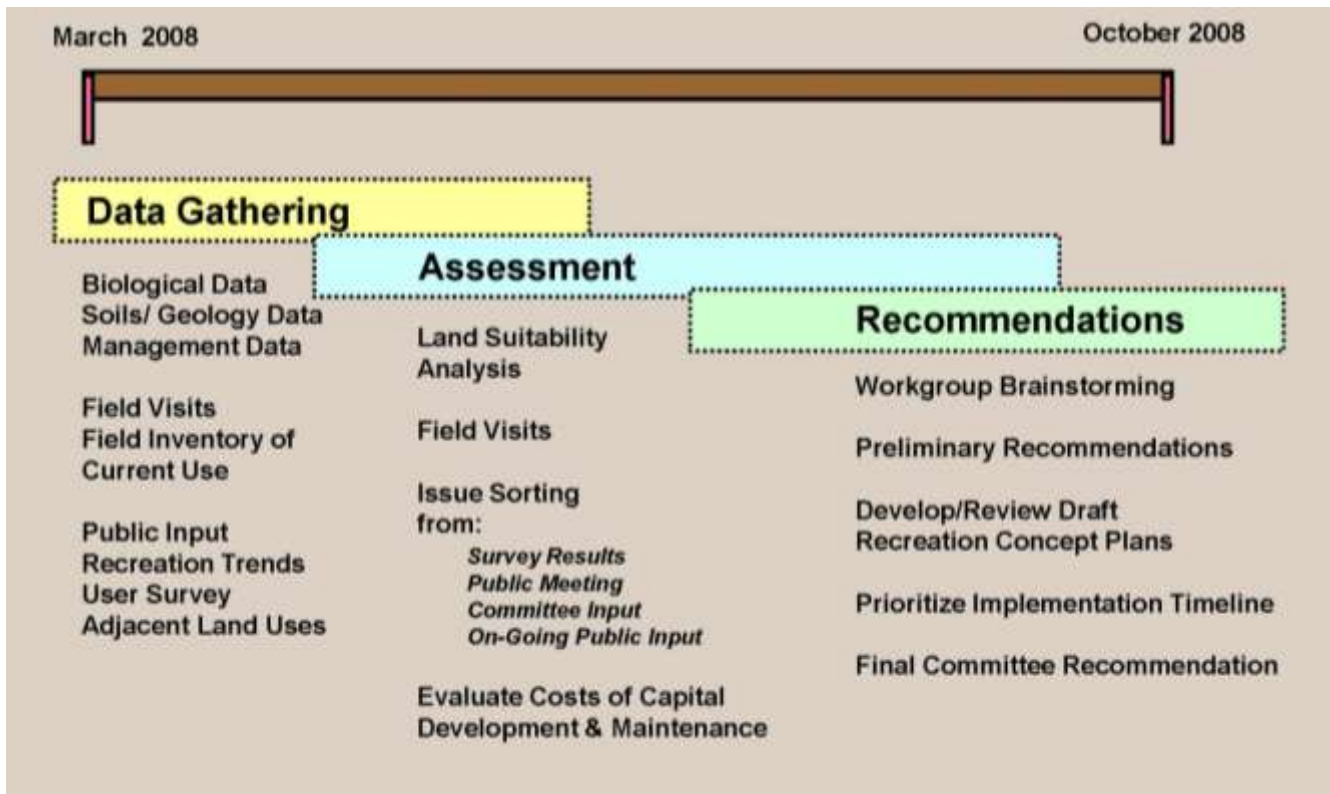 March 2008
October 2008
Data Gathering
Biological Data
Soils/ Geology Data
Management Data
Field Visits
Field Inventory of
Current Use
Public Input
Recreation Trends
User Survey
Adjacent Land Uses
Assessment
Land Suitability
Analysis
Field Visits
Issue Sorting
from:
Survey Results
Public Meeting
Committee Input
On-Going Public Input
Evaluate Costs of Capital
Development & Maintenance
Recommendations
Workgroup Brainstorming
Preliminary Recommendations
Develop/Review Draft
Recreation Concept Plans
Prioritize Implementation Timeline
Final Committee Recommendation